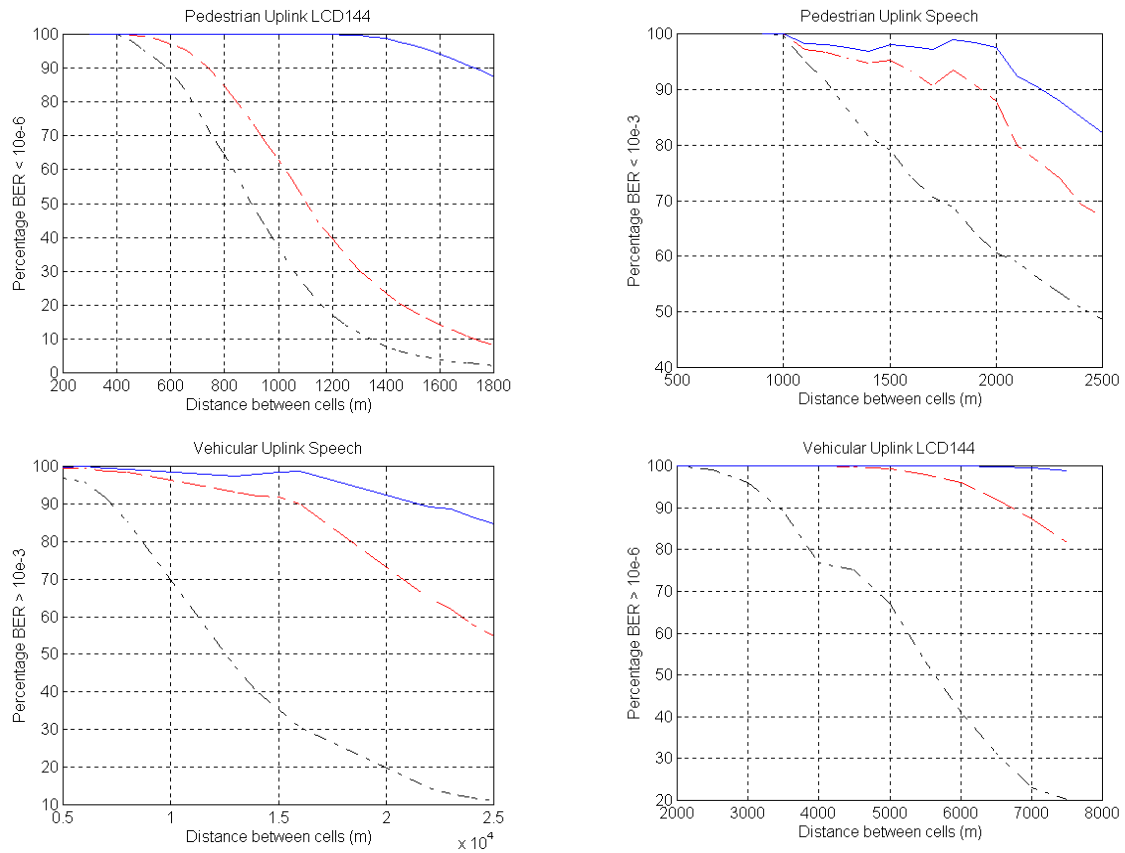 Pedestrian Uplink LCD144
100
90
80
70
60
50
40
30
20
10
0
Percentage BER < 10e-6
200 400 600 800 1000 1200 1400 1600 1800
Distance between cells (m)
Pedestrian Uplink Speech
100
90
80
70
60
50
40
Percentage BER < 10e-3
500 1000 1500 2000 2500
Distance between cells (m)
Vehicular Uplink Speech
100
90
80
70
60
50
40
30
20
10
Percentage BER > 10e-3
0.5 1 1.5 2 2.5
Distance between cells (m)
× 10⁴
Vehicular Uplink LCD144
100
90
80
70
60
50
40
30
20
Percentage BER > 10e-6
2000 3000 4000 5000 6000 7000 8000
Distance between cells (m)